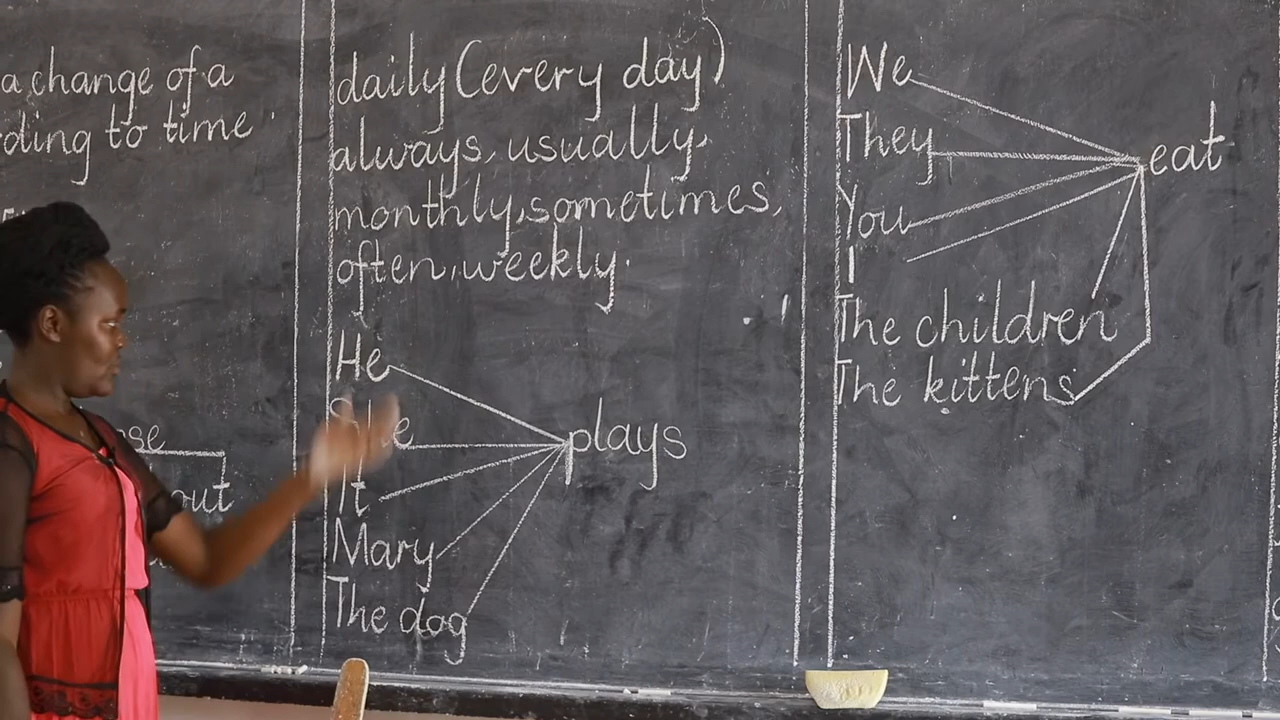 a change of a
ding to time.
out
daily (every day)
always, usually,
monthly, sometimes,
often, weekly.
He
She
It
Mary
The dog
plays
We
They
You
I
The children
The kittens
eat